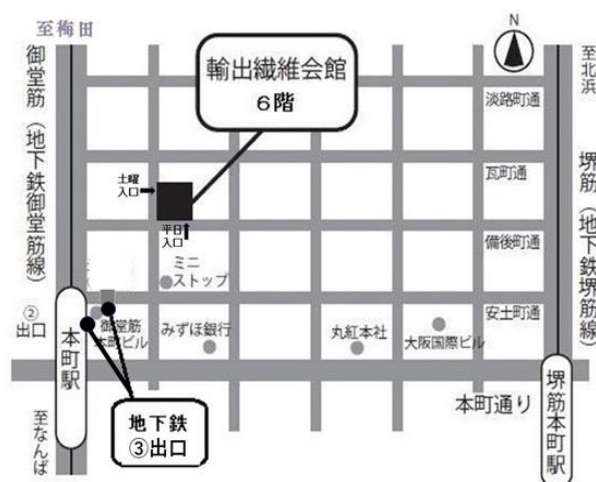 至梅田
N
御堂筋（地下鉄御堂筋線）
輸出繊維会館
６階
至北浜
淡路町通
堺筋（地下鉄堺筋線）
瓦町通
土曜
入口➡
平日
入口
備後町通
ミニ
ストップ
②
出口
本町駅
御堂筋
本町ビル
みずほ銀行
丸紅本社
大阪国際ビル
安土町通
本町通り
堺筋本町駅
地下鉄
③出口
至なんば